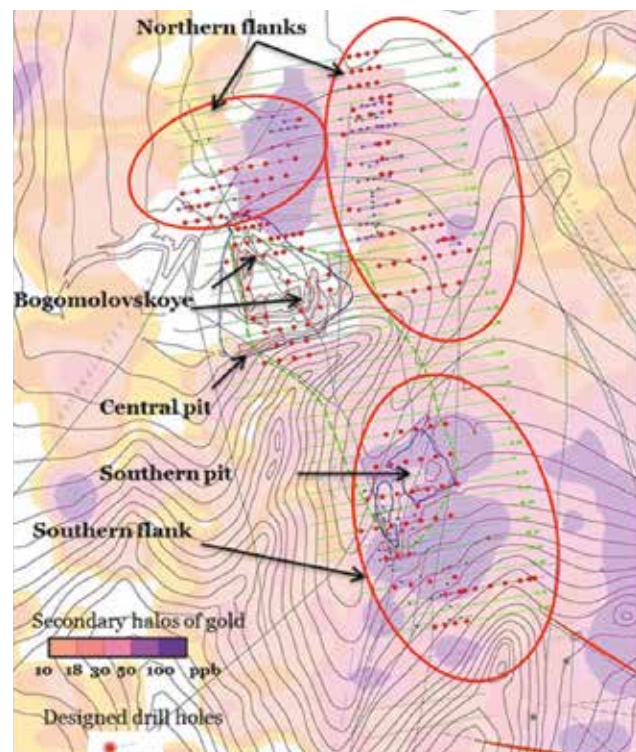 Northern flanks
Bogomolovskoye
Central pit
Southern pit
Southern flank
Secondary halos of gold
10 18 30 50 100 ppb
Designed drill holes